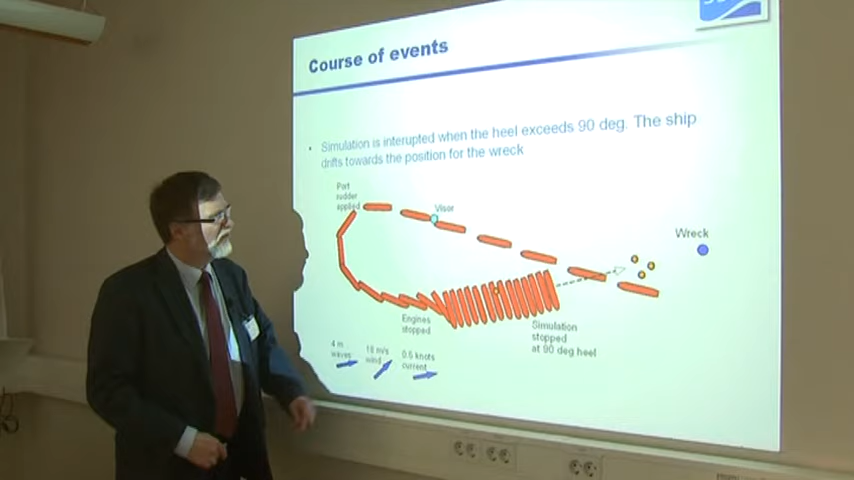 Course of events
• Simulation is interupted when the heel exceeds 90 deg. The ship
drifts towards the position for the wreck
Port
rudder
applied
Visor
Wreck
Engines
stopped
Simulation
stopped
at 90 deg heel
4 m
waves
18 m/s
wind
0.5 knots
current